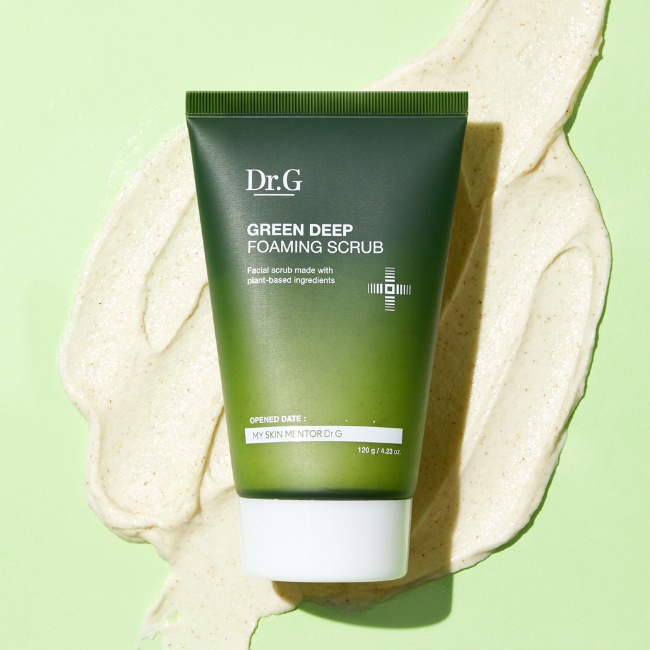 Dr.G
GREEN DEEP
FOAMING SCRUB
Facial scrub made with
plant-based ingredients
OPENED DATE :
MY SKIN MENTOR Dr.G
120 g / 4.23 oz.